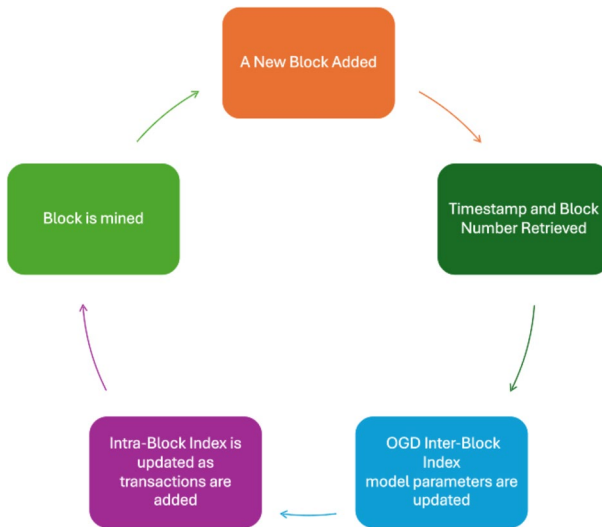 A New Block Added
Timestamp and Block
Number Retrieved
OGD Inter-Block
Index
model parameters are
updated
Intra-Block Index is
updated as
transactions are
added
Block is mined